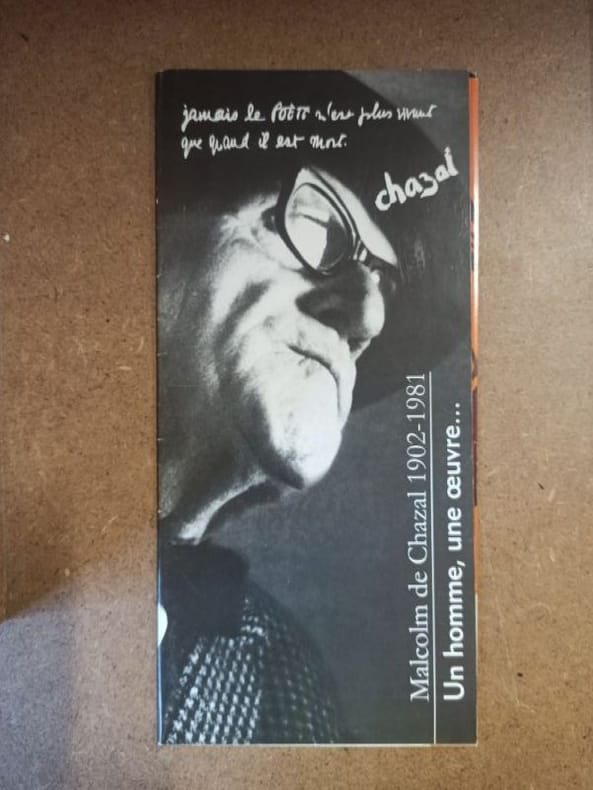 jamais le POÈTE n'est plus vivant
que quand il est mort.
chazal
Malcolm de Chazal 1902-1981
Un homme, une œuvre...